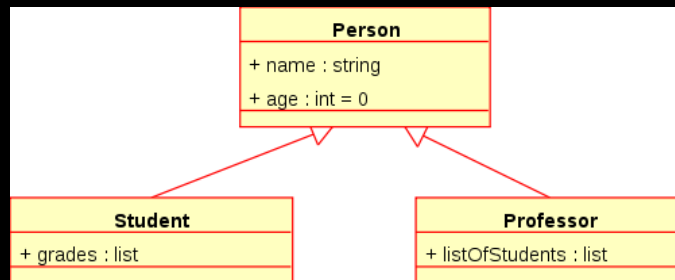 Person
+ name : string
+ age : int = 0
Student
+ grades : list
Professor
+ listOfStudents : list